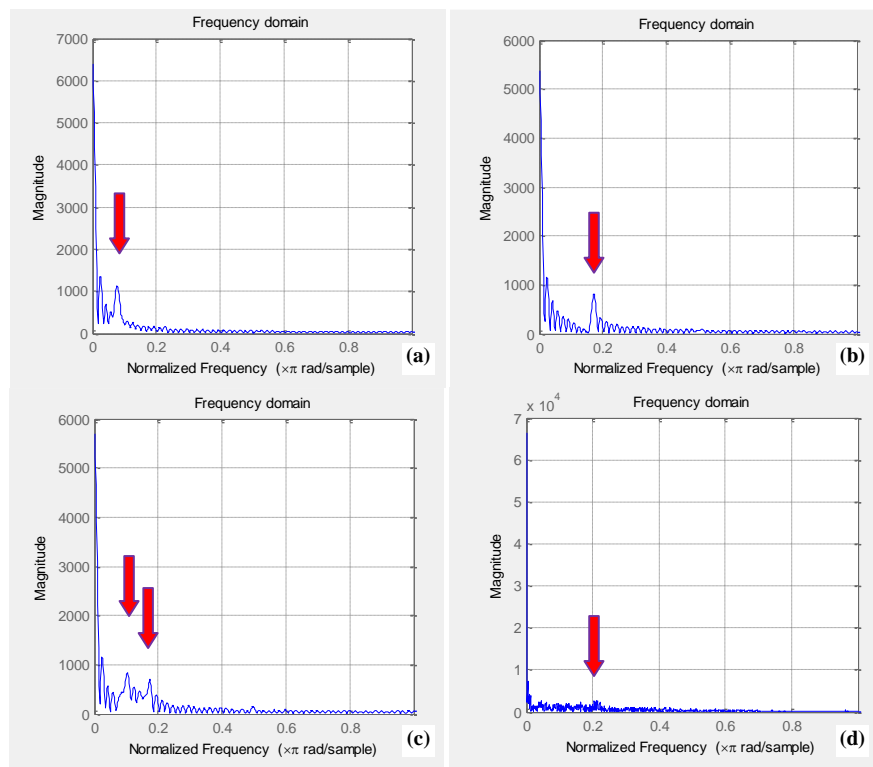 Frequency domain
7000
6000
5000
4000
3000
2000
1000
0
Magnitude
0 0.2 0.4 0.6 0.8
Normalized Frequency (×π rad/sample)
(a)
Frequency domain
6000
5000
4000
3000
2000
1000
0
Magnitude
0 0.2 0.4 0.6 0.8
Normalized Frequency (×π rad/sample)
(b)
Frequency domain
6000
5000
4000
3000
2000
1000
0
Magnitude
0 0.2 0.4 0.6 0.8
Normalized Frequency (×π rad/sample)
(c)
Frequency domain
x 10^4
7
6
5
4
3
2
1
0
Magnitude
0 0.2 0.4 0.6 0.8
Normalized Frequency (×π rad/sample)
(d)